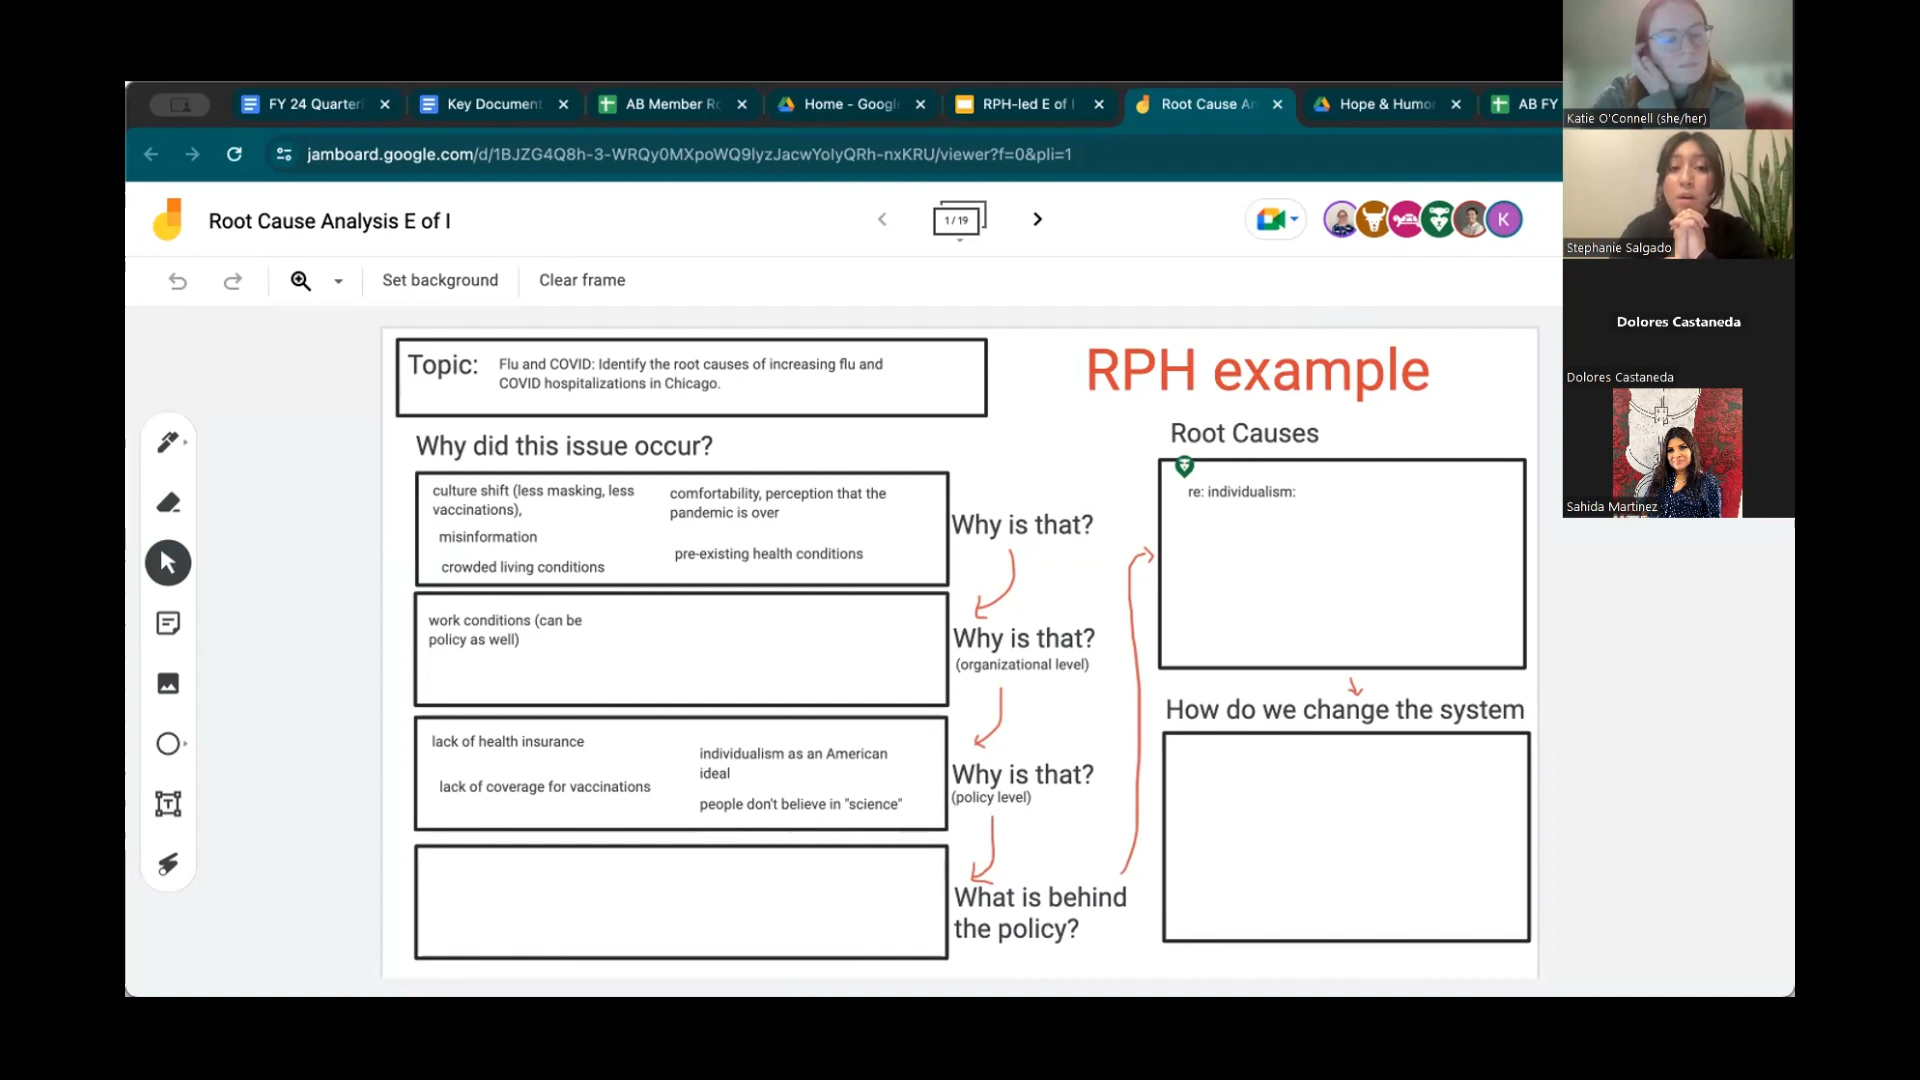 FY 24 Quarter
Key Document
AB Member Ro
Home - Googl
RPH-led E of I
Root Cause An
Hope & Humor
AB FY
jamboard.google.com/d/1BJZG4Q8h-3-WRQy0MXpoWQ9lyzJacwYolyQRh-nxKRU/viewer?f=0&pli=1
Root Cause Analysis E of I
1 / 19
K
Set background
Clear frame
Topic:
Flu and COVID: Identify the root causes of increasing flu and
COVID hospitalizations in Chicago.
RPH example
Why did this issue occur?
culture shift (less masking, less
vaccinations),
misinformation
crowded living conditions
comfortability, perception that the
pandemic is over
pre-existing health conditions
Why is that?
work conditions (can be
policy as well)
Why is that?
(organizational level)
lack of health insurance
lack of coverage for vaccinations
individualism as an American
ideal
people don't believe in "science"
Why is that?
(policy level)
What is behind
the policy?
Root Causes
re: individualism:
How do we change the system
Katie O'Connell (she/her)
Stephanie Salgado
Dolores Castaneda
Dolores Castaneda
Sahida Martinez